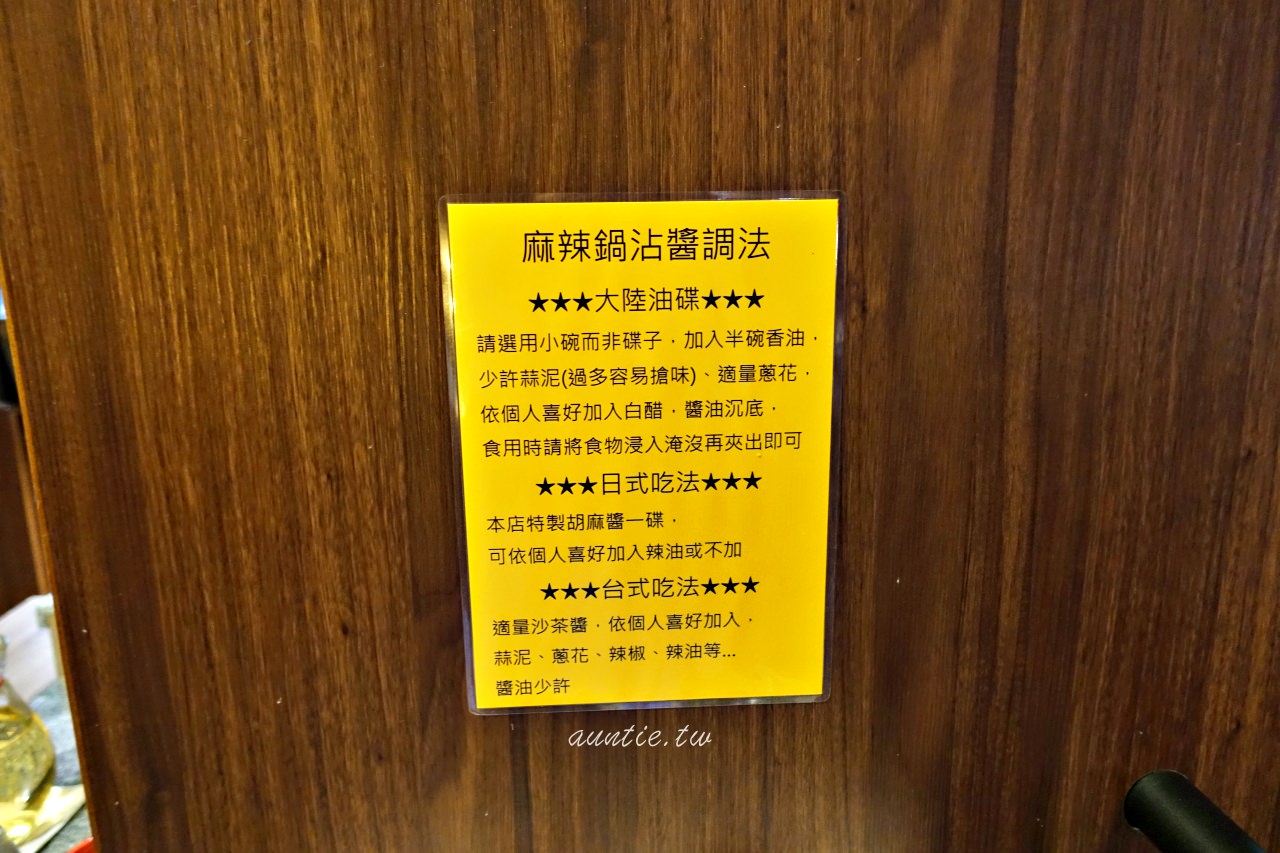 麻辣鍋沾醬調法
★★★大陸油碟★★★
請選用小碗而非碟子，加入半碗香油，
少許蒜泥(過多容易搶味)、適量蔥花，
依個人喜好加入白醋，醬油沉底，
食用時請將食物浸入淹沒再夾出即可
★★★日式吃法★★★
本店特製胡麻醬一碟，
可依個人喜好加入辣油或不加
★★★台式吃法★★★
適量沙茶醬，依個人喜好加入，
蒜泥、蔥花、辣椒、辣油等...
醬油少許
auntie.tw